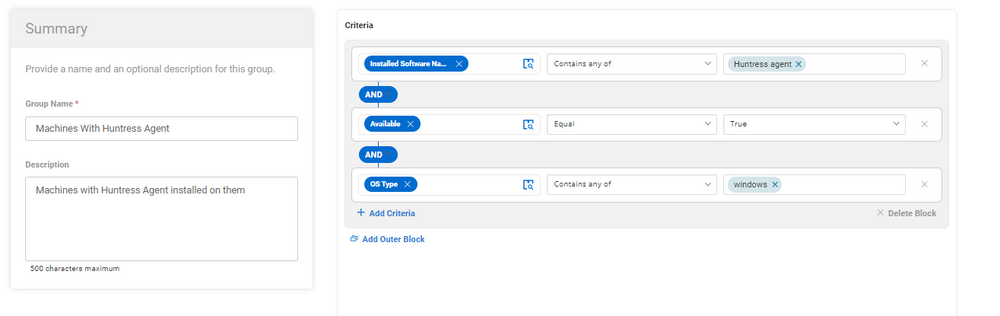 Summary
Provide a name and an optional description for this group.
Group Name *
Machines With Huntress Agent
Description
Machines with Huntress Agent installed on them
500 characters maximum
Criteria
Installed Software Na... Contains any of Huntress agent
AND
Available Equal True
AND
OS Type Contains any of windows
Add Criteria Delete Block
Add Outer Block